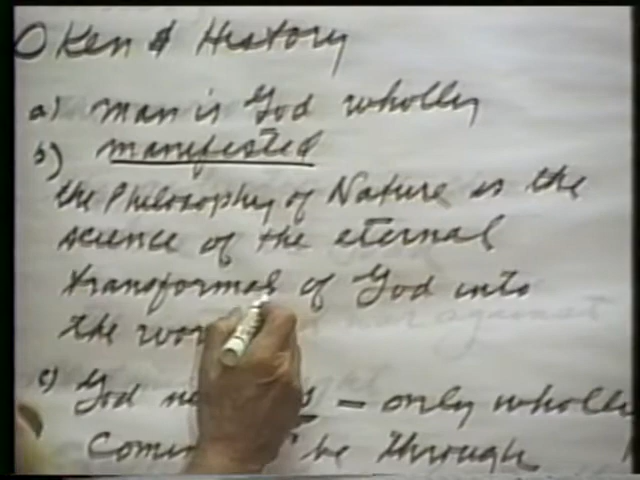 Oken & History
a) Man is God wholly
b) manifested
the Philosophy of Nature is the
science of the eternal
transformas of God into
the wor
c) God ne s – only wholly
Comin be through